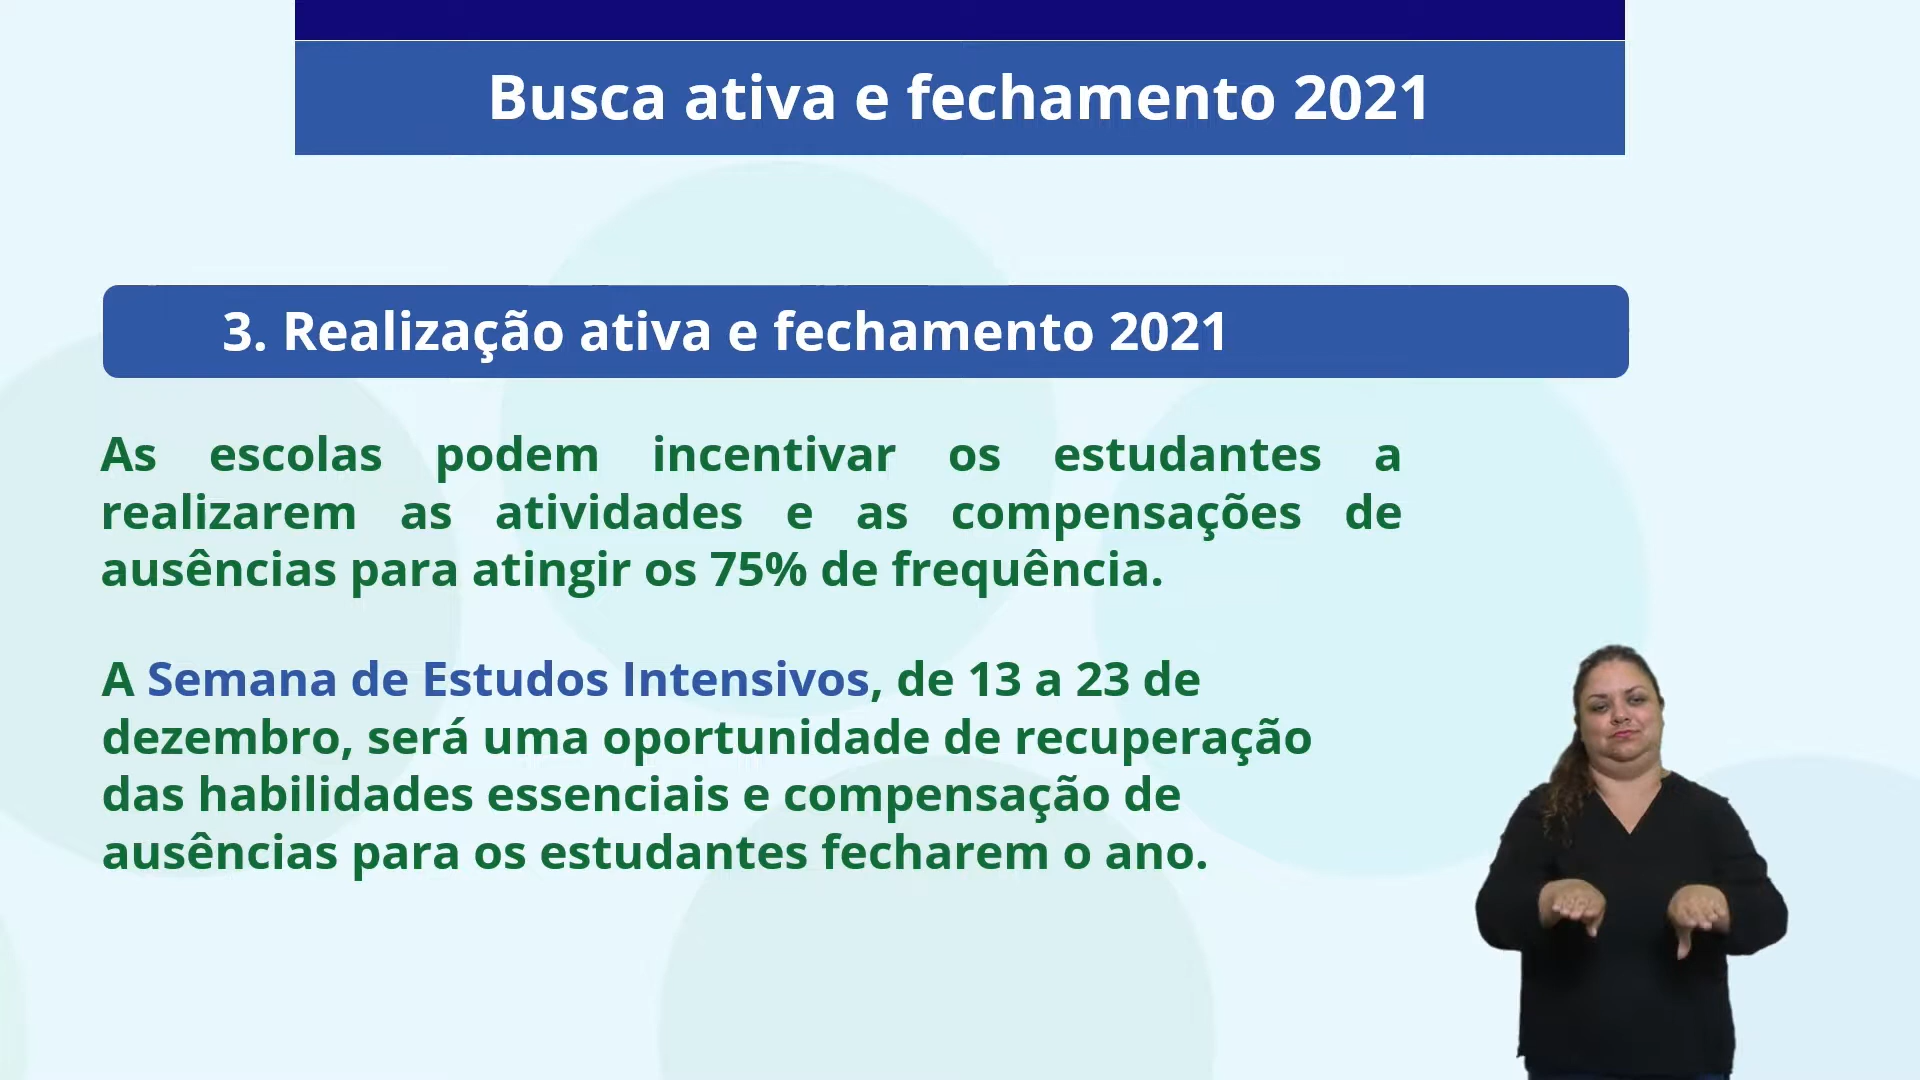 Busca ativa e fechamento 2021
3. Realização ativa e fechamento 2021
As escolas podem incentivar os estudantes a
realizarem as atividades e as compensações de
ausências para atingir os 75% de frequência.
A Semana de Estudos Intensivos, de 13 a 23 de
dezembro, será uma oportunidade de recuperação
das habilidades essenciais e compensação de
ausências para os estudantes fecharem o ano.